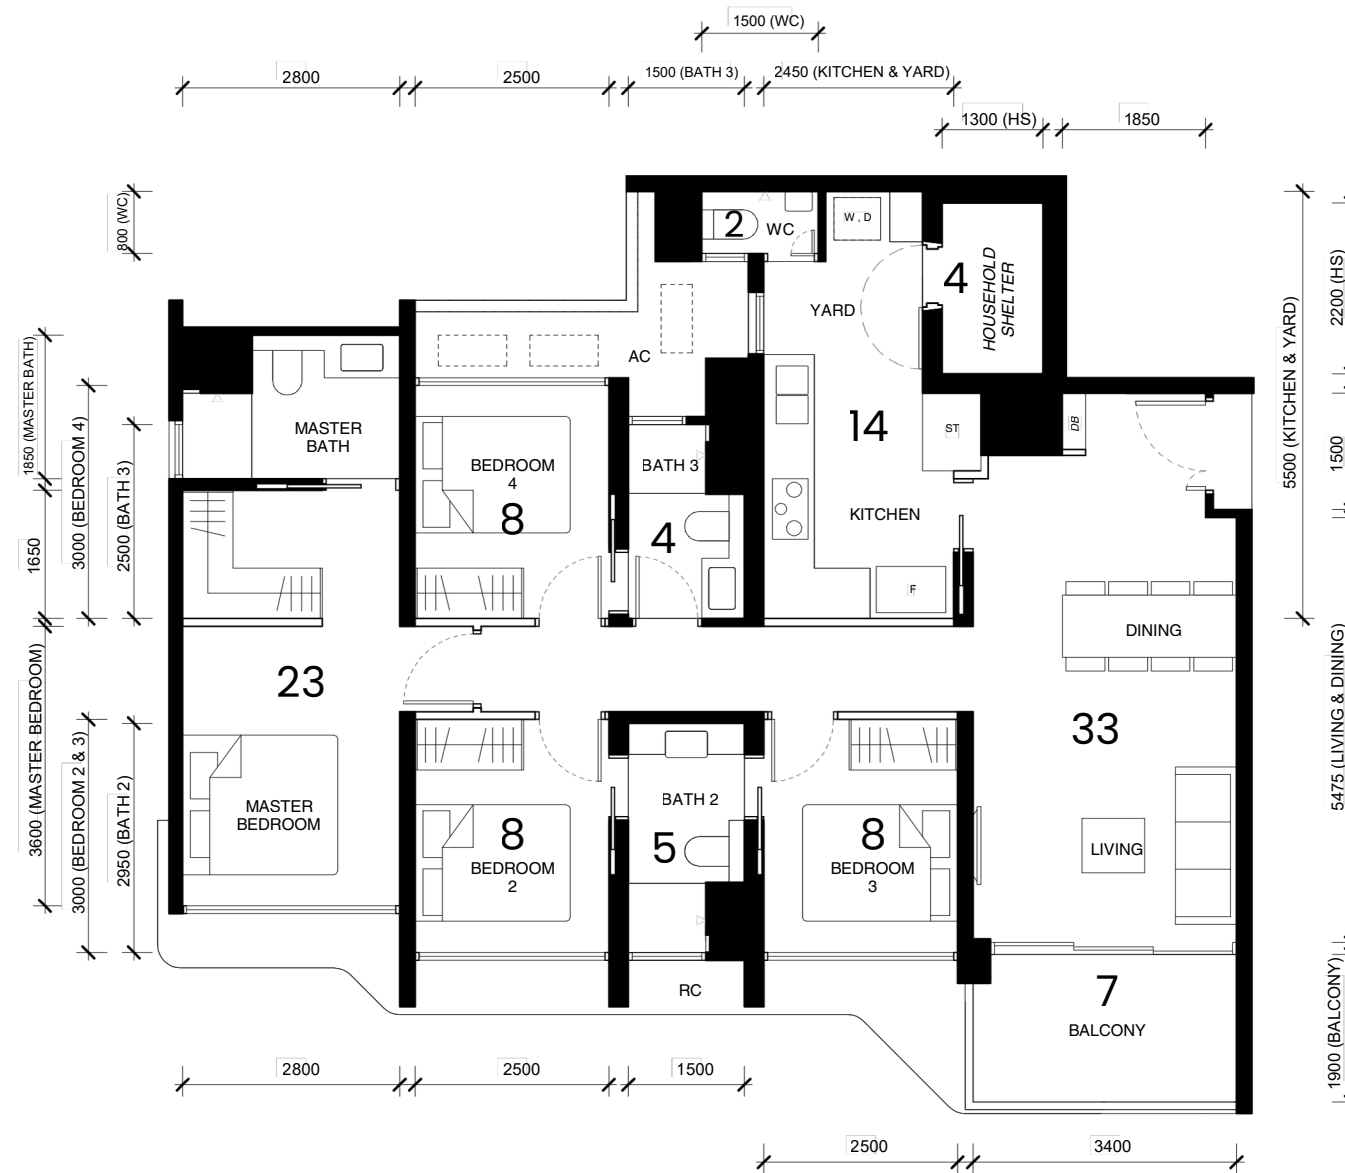 1500 (WC)
2800
2500
1500 (BATH 3)
2450 (KITCHEN & YARD)
1300 (HS)
1850
800 (WC)
2
WC
W , D
4
HOUSEHOLD
SHELTER
YARD
2200 (HS)
5500 (KITCHEN & YARD)
AC
1850 (MASTER BATH)
3000 (BEDROOM 4)
2500 (BATH 3)
MASTER
BATH
BEDROOM
4
8
BATH 3
4
14
ST
DB
KITCHEN
1500
1650
F
DINING
23
33
3600 (MASTER BEDROOM)
3000 (BEDROOM 2 & 3)
2950 (BATH 2)
5475 (LIVING & DINING)
MASTER
BEDROOM
8
BEDROOM
2
BATH 2
5
8
BEDROOM
3
LIVING
RC
7
BALCONY
1900 (BALCONY)
2800
2500
1500
2500
3400